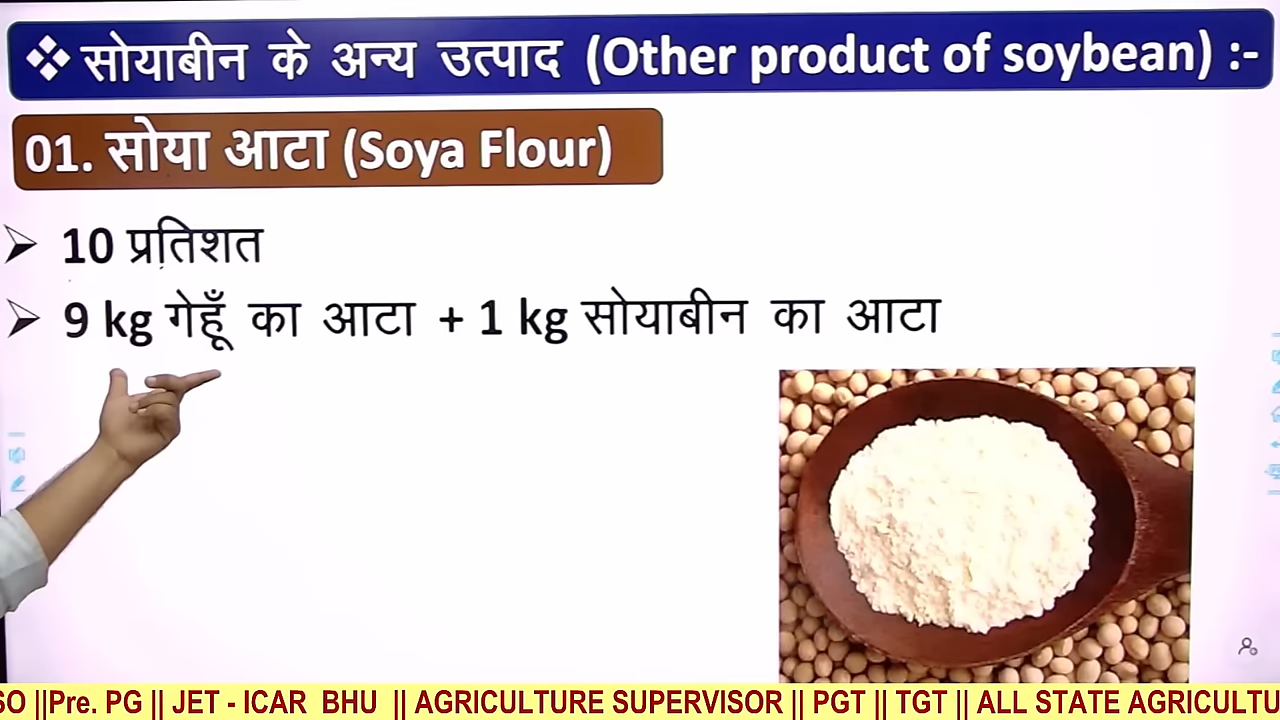 ❖ सोयाबीन के अन्य उत्पाद (Other product of soybean) :-
01. सोया आटा (Soya Flour)
➢ 10 प्रतिशत
➢ 9 kg गेहूँ का आटा + 1 kg सोयाबीन का आटा
SO ||Pre. PG || JET - ICAR BHU || AGRICULTURE SUPERVISOR || PGT || TGT || ALL STATE AGRICULTU